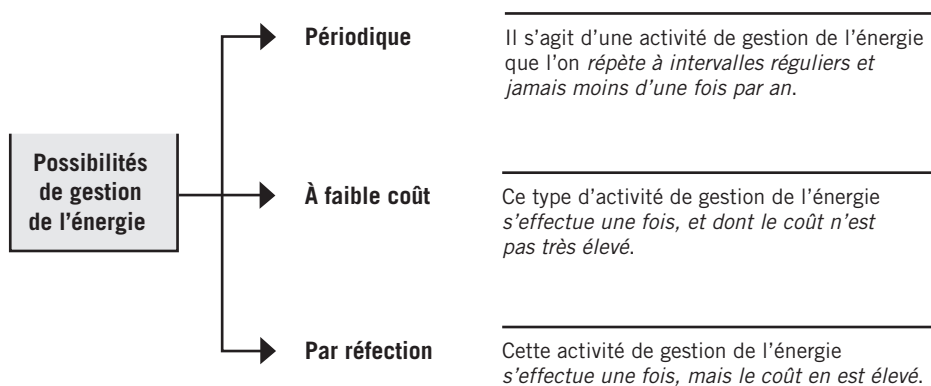 Périodique
Il s'agit d'une activité de gestion de l'énergie
que l'on répète à intervalles réguliers et
jamais moins d'une fois par an.
Possibilités
de gestion
de l'énergie
À faible coût
Ce type d'activité de gestion de l'énergie
s'effectue une fois, et dont le coût n'est
pas très élevé.
Par réfection
Cette activité de gestion de l'énergie
s'effectue une fois, mais le coût en est élevé.